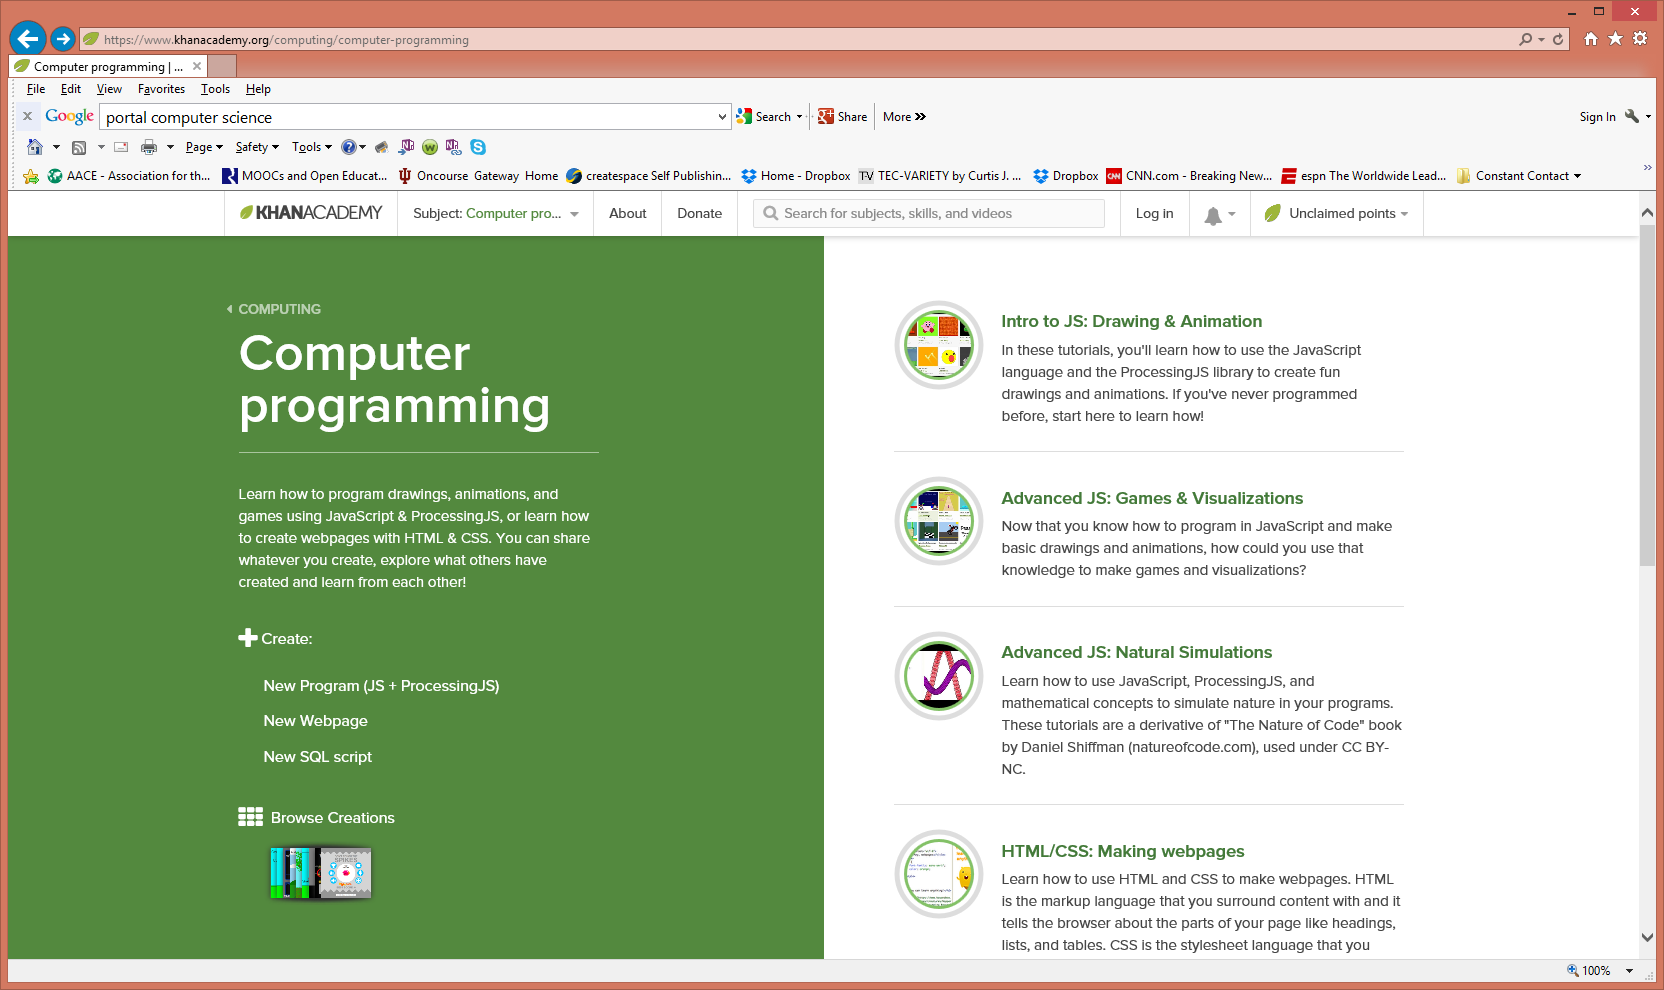 https://www.khanacademy.org/computing/computer-programming
Computer programming | ...
File Edit View Favorites Tools Help
x Google portal computer science Search Share More Sign In
Page Safety Tools
AACE - Association for th... MOOCs and Open Educat... Oncourse Gateway Home createspace Self Publishin... Home - Dropbox TV TEC-VARIETY by Curtis J. ... Dropbox CNN CNN.com - Breaking New... espn The Worldwide Lead... Constant Contact
KHANACADEMY Subject: Computer pro... About Donate Search for subjects, skills, and videos Log in Unclaimed points
COMPUTING
Computer
programming
Learn how to program drawings, animations, and
games using JavaScript & ProcessingJS, or learn how
to create webpages with HTML & CSS. You can share
whatever you create, explore what others have
created and learn from each other!
Create:
New Program (JS + ProcessingJS)
New Webpage
New SQL script
Browse Creations
SPIKES
Intro to JS: Drawing & Animation
In these tutorials, you'll learn how to use the JavaScript
language and the ProcessingJS library to create fun
drawings and animations. If you've never programmed
before, start here to learn how!
Advanced JS: Games & Visualizations
Now that you know how to program in JavaScript and make
basic drawings and animations, how could you use that
knowledge to make games and visualizations?
Advanced JS: Natural Simulations
Learn how to use JavaScript, ProcessingJS, and
mathematical concepts to simulate nature in your programs.
These tutorials are a derivative of "The Nature of Code" book
by Daniel Shiffman (natureofcode.com), used under CC BY-
NC.
HTML/CSS: Making webpages
Learn how to use HTML and CSS to make webpages. HTML
is the markup language that you surround content with and it
tells the browser about the parts of your page like headings,
lists, and tables. CSS is the stylesheet language that you
100%